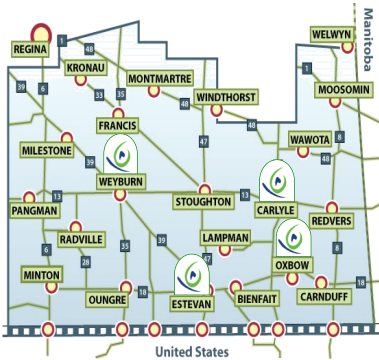 WELWYN
Manitoba
REGINA
1
48
KRONAU
MONTMARTRE
1
39
6
33
35
MOOSOMIN
WINDTHORST
FRANCIS
48
8
MILESTONE
47
WAWOTA
48
39
WEYBURN
13
STOUGHTON
13
CARLYLE
PANGMAN
REDVERS
RADVILLE
LAMPMAN
35
39
8
6
28
OXBOW
47
MINTON
18
OUNGRE
ESTEVAN
BIENFAIT
CARNDUFF
18
United States